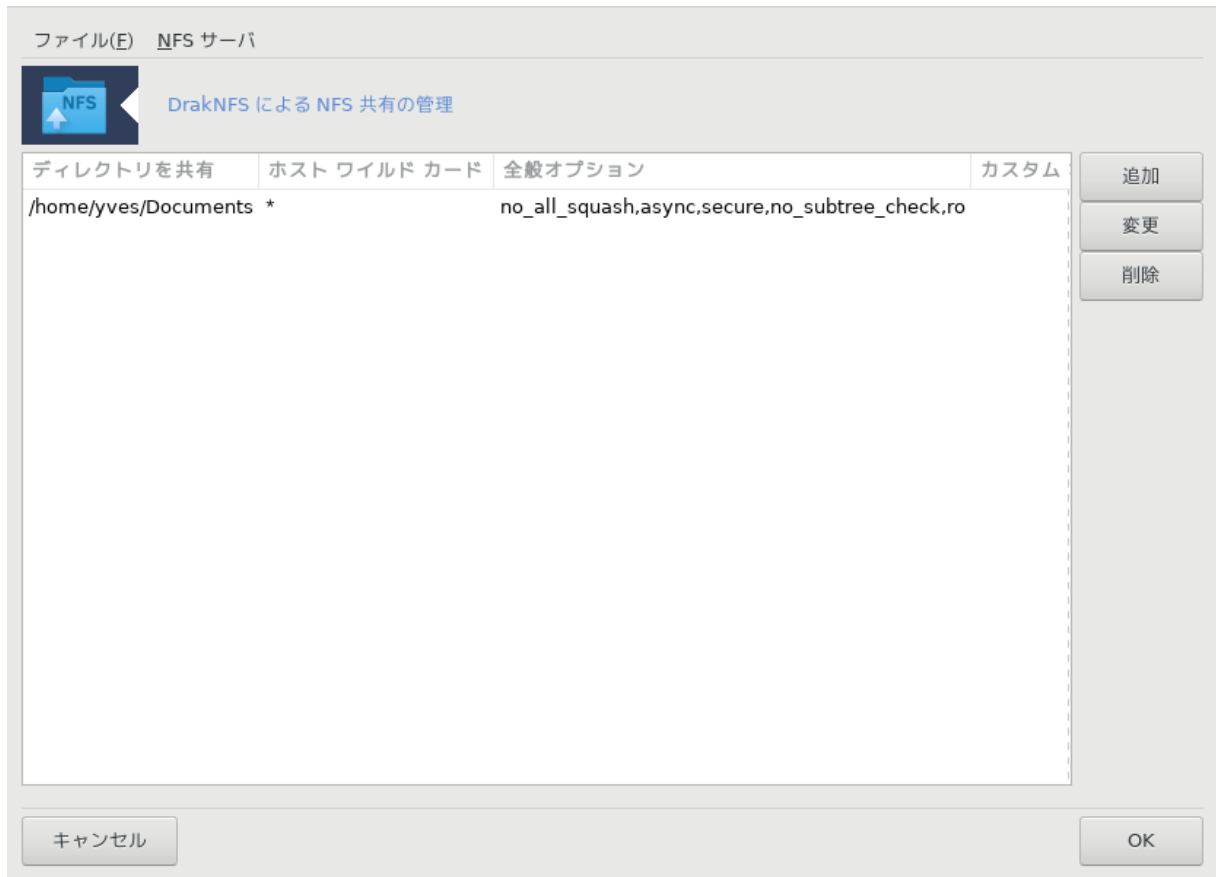 ファイル(F) NFS サーバ
NFS
DrakNFS による NFS 共有の管理
ディレクトリを共有 ホスト ワイルド カード 全般オプション カスタム
/home/yves/Documents * no_all_squash,async,secure,no_subtree_check,ro
追加
変更
削除
キャンセル OK